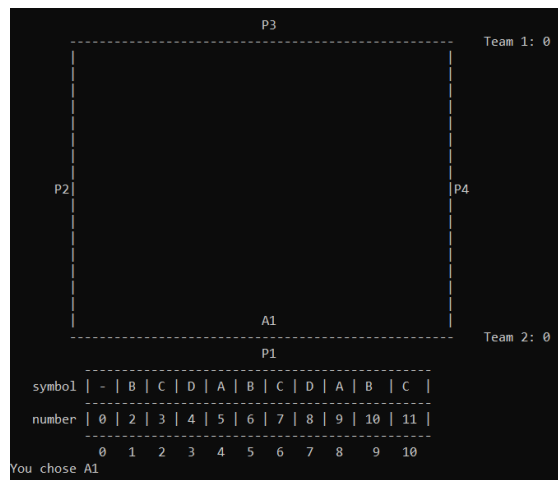 P3
Team 1: 0
P2
P4
A1
Team 2: 0
P1
symbol | - | B | C | D | A | B | C | D | A | B | C |
number | 0 | 2 | 3 | 4 | 5 | 6 | 7 | 8 | 9 | 10 | 11 |
0 1 2 3 4 5 6 7 8 9 10
You chose A1